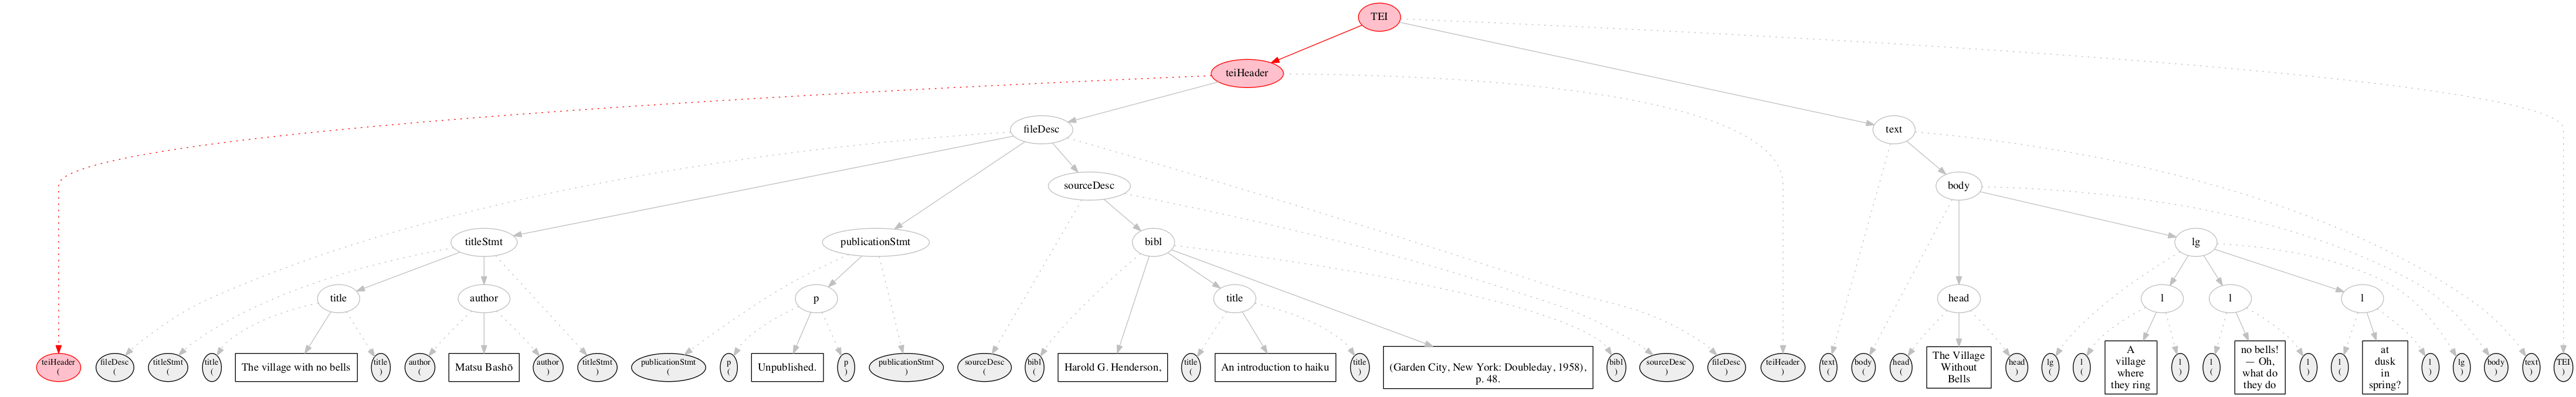 TEI
teiHeader
fileDesc
text
sourceDesc
body
titleStmt
publicationStmt
bibl
lg
title
author
p
title
head
l
l
l
teiHeader
(
fileDesc
(
titleStmt
(
title
(
The village with no bells
title
)
author
(
Matsu Bashō
author
)
titleStmt
)
publicationStmt
(
p
(
Unpublished.
p
)
publicationStmt
)
sourceDesc
(
bibl
(
Harold G. Henderson,
title
(
An introduction to haiku
title
)
(Garden City, New York: Doubleday, 1958),
p. 48.
bibl
)
sourceDesc
)
fileDesc
)
teiHeader
)
text
(
body
(
head
(
The Village
Without
Bells
head
)
lg
(
l
(
A
village
where
they ring
l
)
l
(
no bells!
— Oh,
what do
they do
l
)
l
(
at
dusk
in
spring?
l
)
lg
)
body
)
text
)
TEI
)